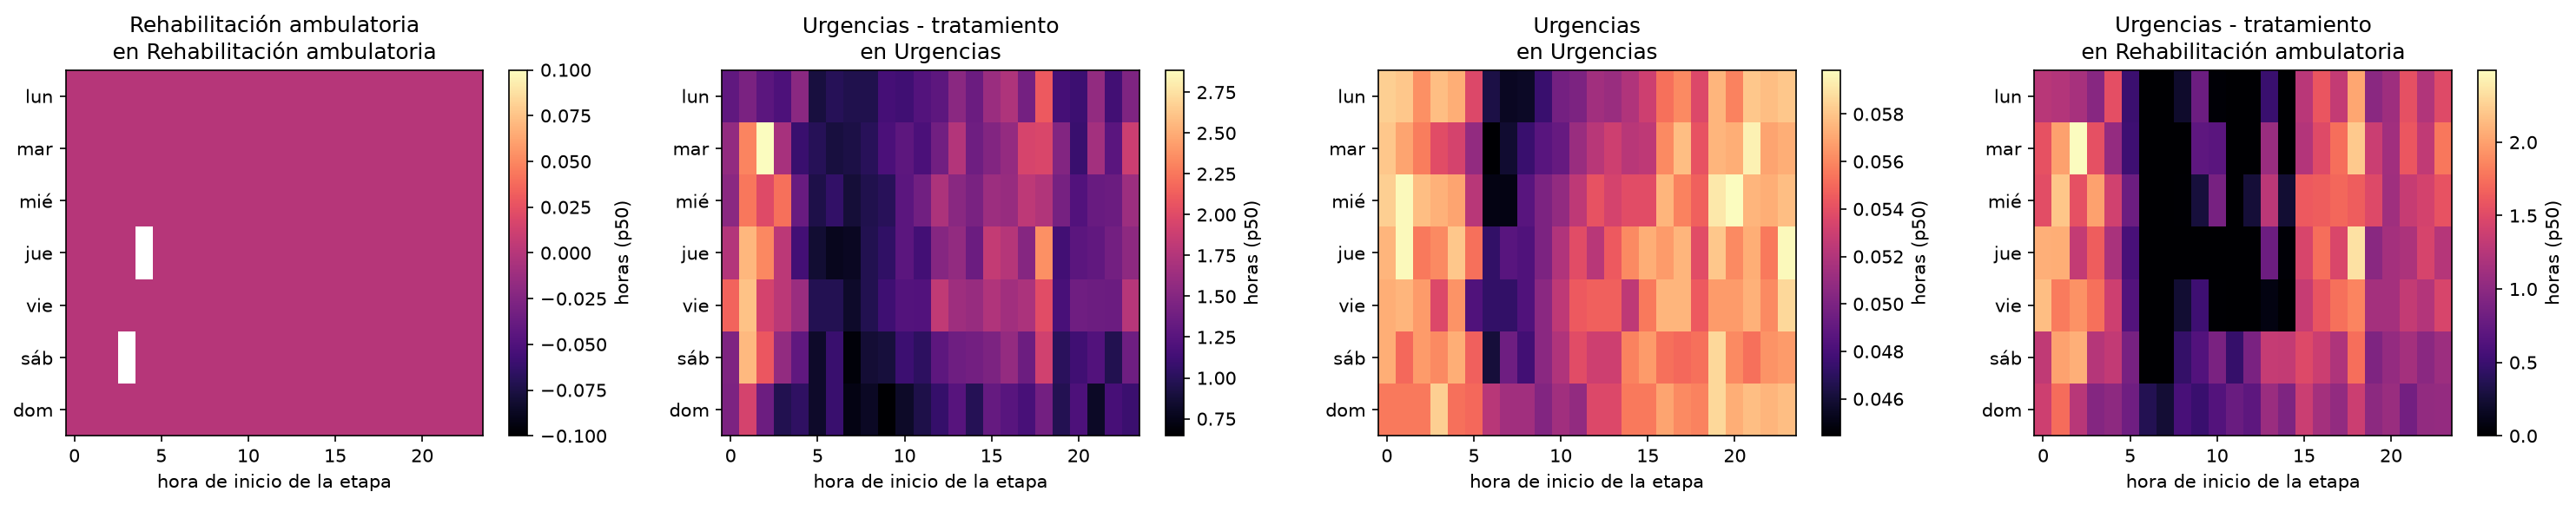 Rehabilitación ambulatoria
en Rehabilitación ambulatoria
lun
mar
mié
jue
vie
sáb
dom
0
5
10
15
20
hora de inicio de la etapa
0.100
0.075
0.050
0.025
0.000
−0.025
−0.050
−0.075
−0.100
horas (p50)
Urgencias - tratamiento
en Urgencias
lun
mar
mié
jue
vie
sáb
dom
0
5
10
15
20
hora de inicio de la etapa
2.75
2.50
2.25
2.00
1.75
1.50
1.25
1.00
0.75
horas (p50)
Urgencias
en Urgencias
lun
mar
mié
jue
vie
sáb
dom
0
5
10
15
20
hora de inicio de la etapa
0.058
0.056
0.054
0.052
0.050
0.048
0.046
horas (p50)
Urgencias - tratamiento
en Rehabilitación ambulatoria
lun
mar
mié
jue
vie
sáb
dom
0
5
10
15
20
hora de inicio de la etapa
2.0
1.5
1.0
0.5
0.0
horas (p50)